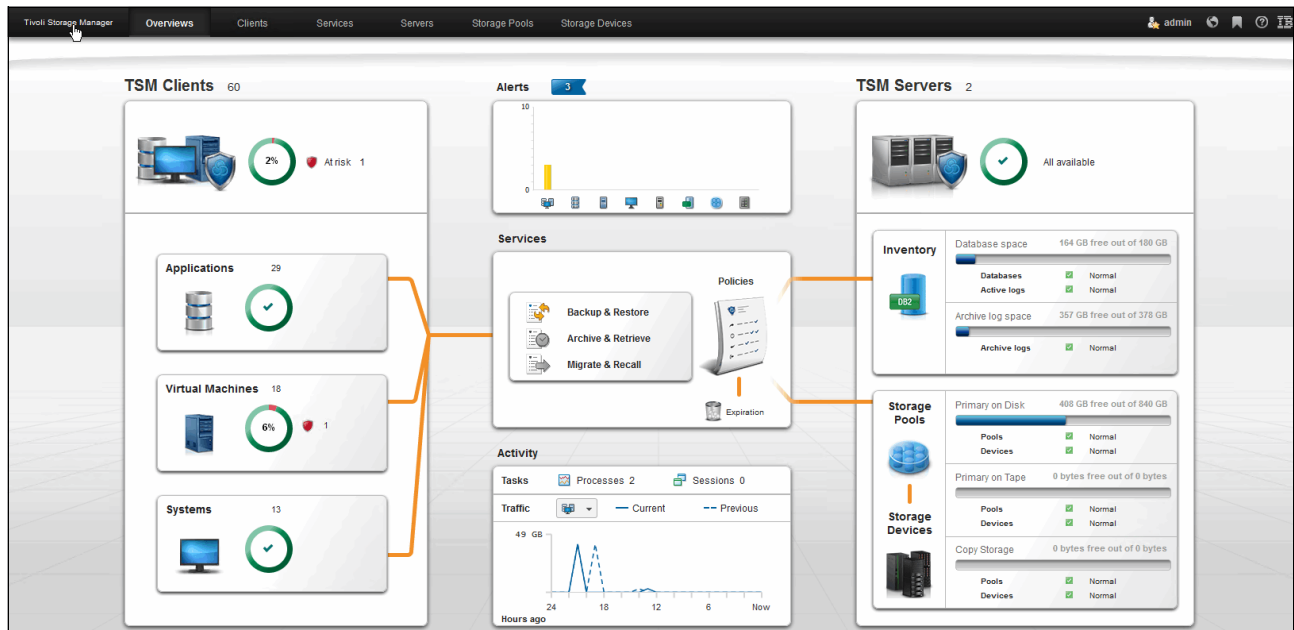 Tivoli Storage Manager Overviews Clients Services Servers Storage Pools Storage Devices admin IBM
TSM Clients 60
2% At risk 1
Applications 29
Virtual Machines 18
6% 1
Systems 13
Alerts 3
10
0
Services
Backup & Restore
Archive & Retrieve
Migrate & Recall
Policies
Expiration
Activity
Tasks Processes 2 Sessions 0
Traffic Current Previous
49 GB
0
24 18 12 6 Now
Hours ago
TSM Servers 2
All available
Inventory
DB2
Database space 164 GB free out of 180 GB
Databases Normal
Active logs Normal
Archive log space 357 GB free out of 378 GB
Archive logs Normal
Storage
Pools
Primary on Disk 408 GB free out of 840 GB
Pools Normal
Devices Normal
Primary on Tape 0 bytes free out of 0 bytes
Pools Normal
Devices Normal
Storage
Devices
Copy Storage 0 bytes free out of 0 bytes
Pools Normal
Devices Normal